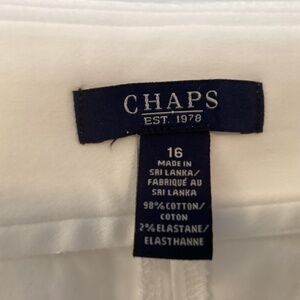 CHAPS
EST. 1978
16
MADE IN
SRI LANKA/
FABRIQUÉ AU
SRI LANKA
98% COTTON/
COTON
2% ELASTANE/
ELASTHANNE